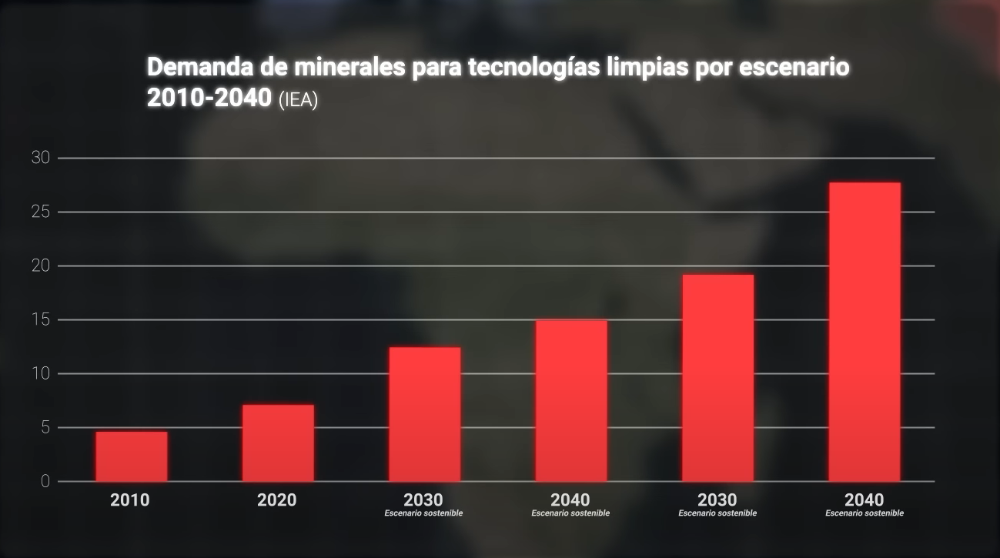 Demanda de minerales para tecnologías limpias por escenario
2010-2040 (IEA)
30
25
20
15
10
5
0
2010
2020
2030
Escenario sostenible
2040
Escenario sostenible
2030
Escenario sostenible
2040
Escenario sostenible